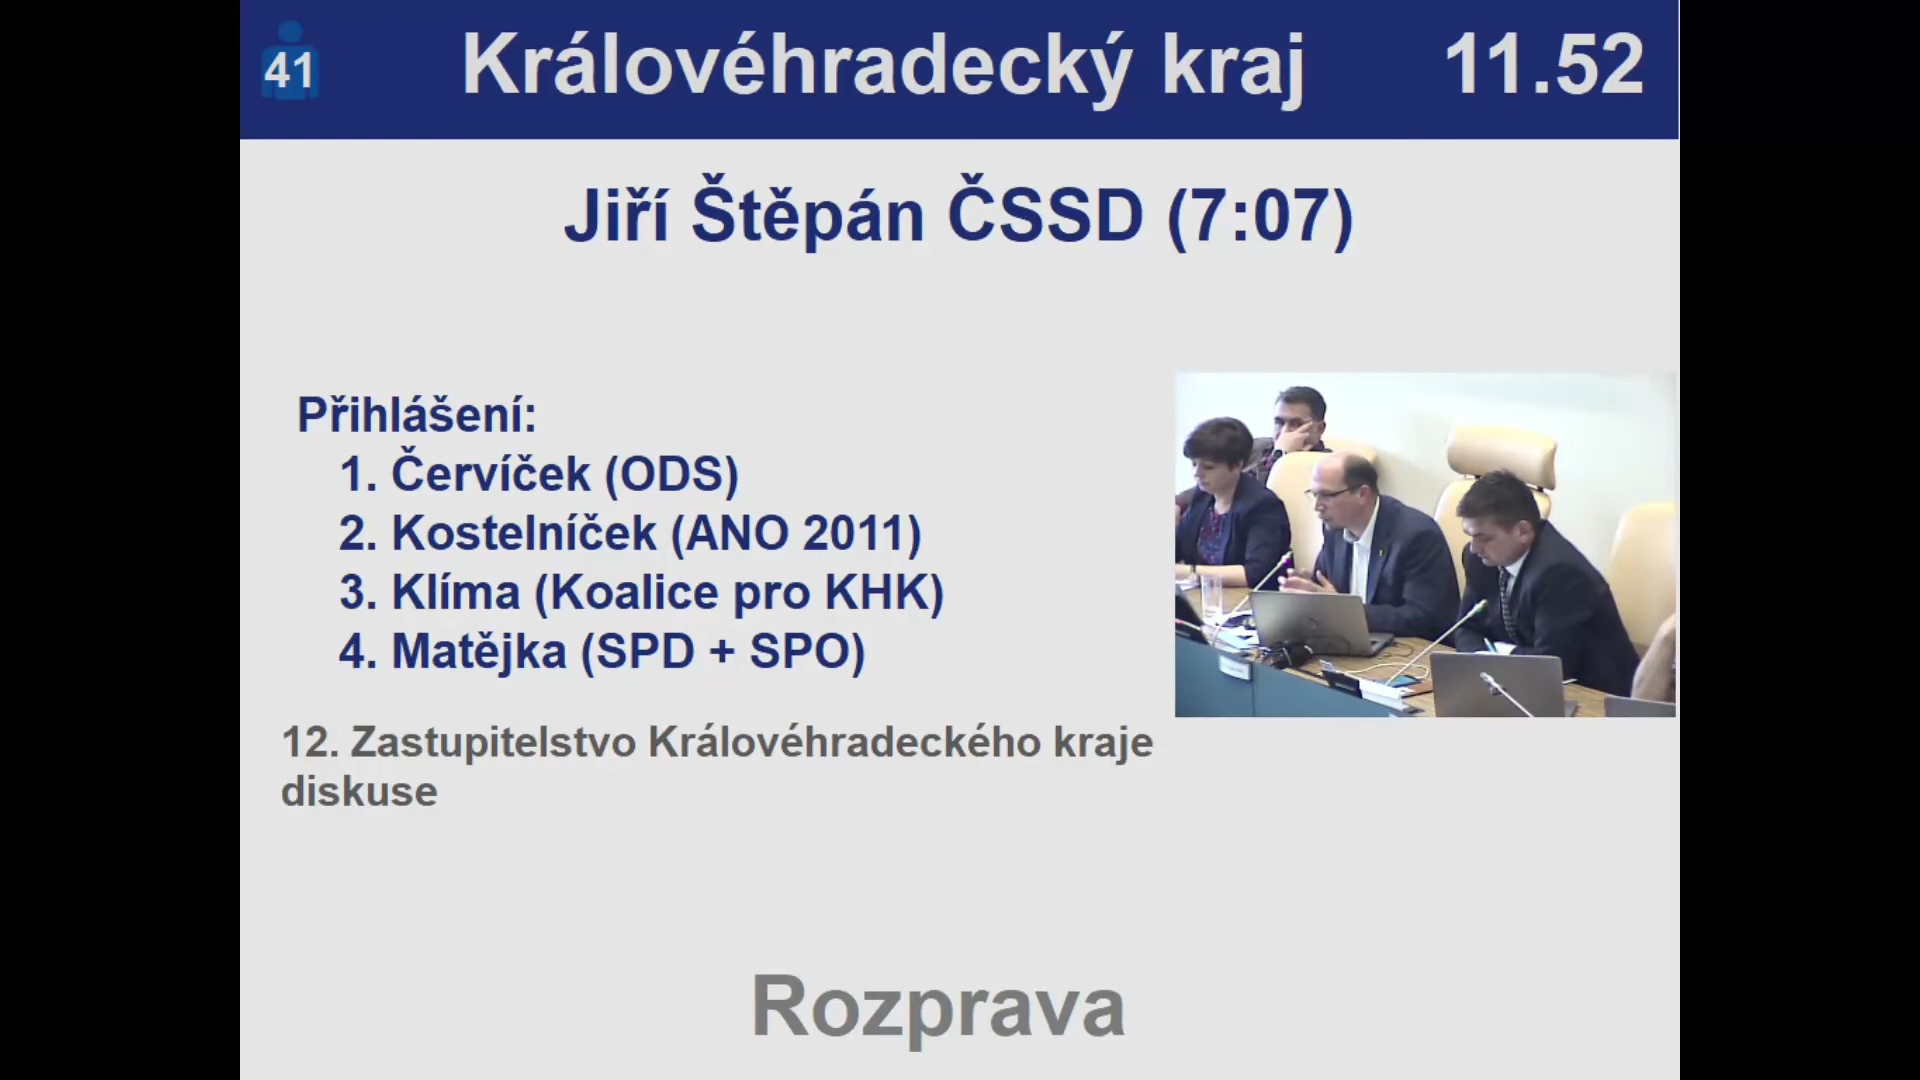 41
Královéhradecký kraj
11.52
Jiří Štěpán ČSSD (7:07)
Přihlášení:
1. Červíček (ODS)
2. Kostelníček (ANO 2011)
3. Klíma (Koalice pro KHK)
4. Matějka (SPD + SPO)
12. Zastupitelstvo Královéhradeckého kraje
diskuse
Rozprava